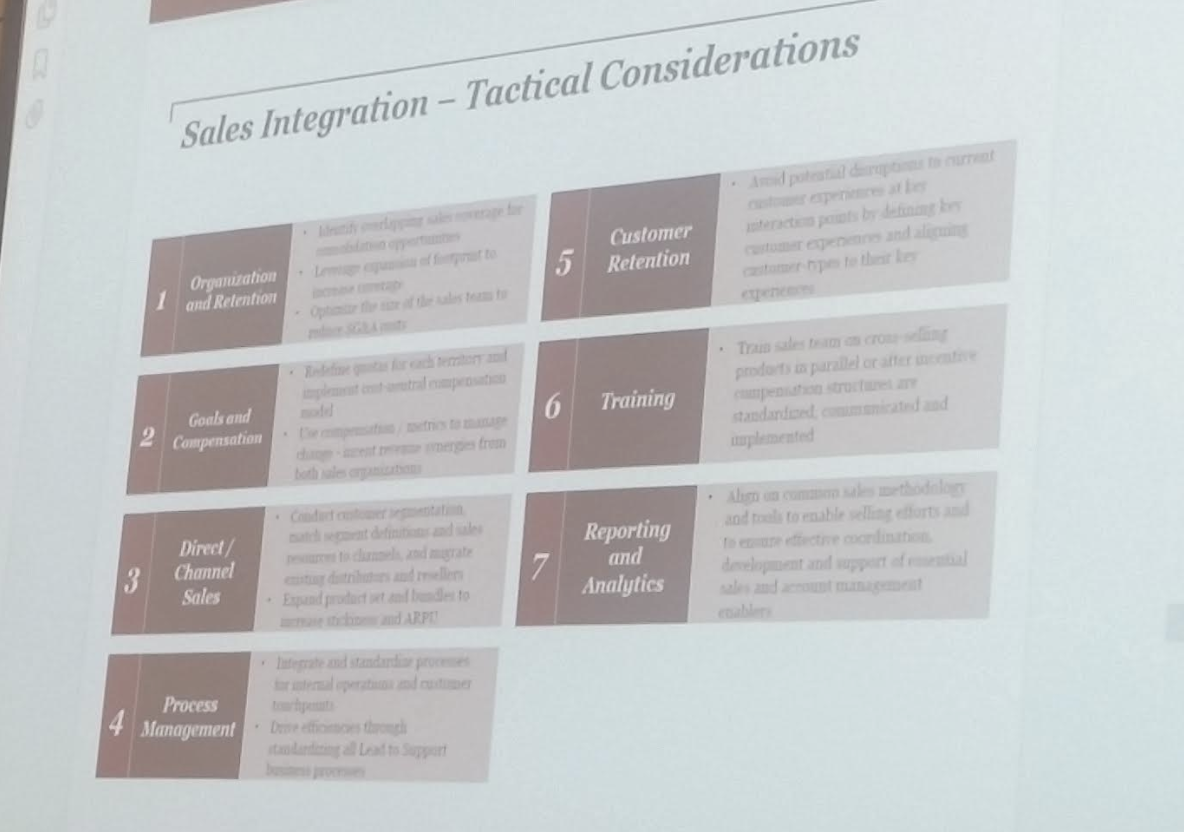 Sales Integration – Tactical Considerations
1
Organization
and Retention
• Identify overlapping sales coverage for
consolidation opportunities
• Leverage expansion of footprint to
increase coverage
• Optimize the size of the sales team to
reduce SG&A costs
2
Goals and
Compensation
• Redefine quotas for each territory and
implement cost-neutral compensation
model
• Use compensation / metrics to manage
change - incent revenue synergies from
both sales organizations
3
Direct /
Channel
Sales
• Conduct customer segmentation,
match segment definitions and sales
resources to channels, and migrate
existing distributors and resellers
• Expand product set and bundles to
increase stickiness and ARPU
4
Process
Management
• Integrate and standardize processes
for internal operations and customer
touchpoints
• Drive efficiencies through
standardizing all Lead to Support
business processes
5
Customer
Retention
• Avoid potential disruptions to current
customer experiences at key
interaction points by defining key
customer experiences and aligning
customer-types to their key
experiences
6
Training
• Train sales team on cross-selling
products in parallel or after incentive
compensation structures are
standardized, communicated and
implemented
7
Reporting
and
Analytics
• Align on common sales methodology
and tools to enable selling efforts and
to ensure effective coordination,
development and support of essential
sales and account management
enablers